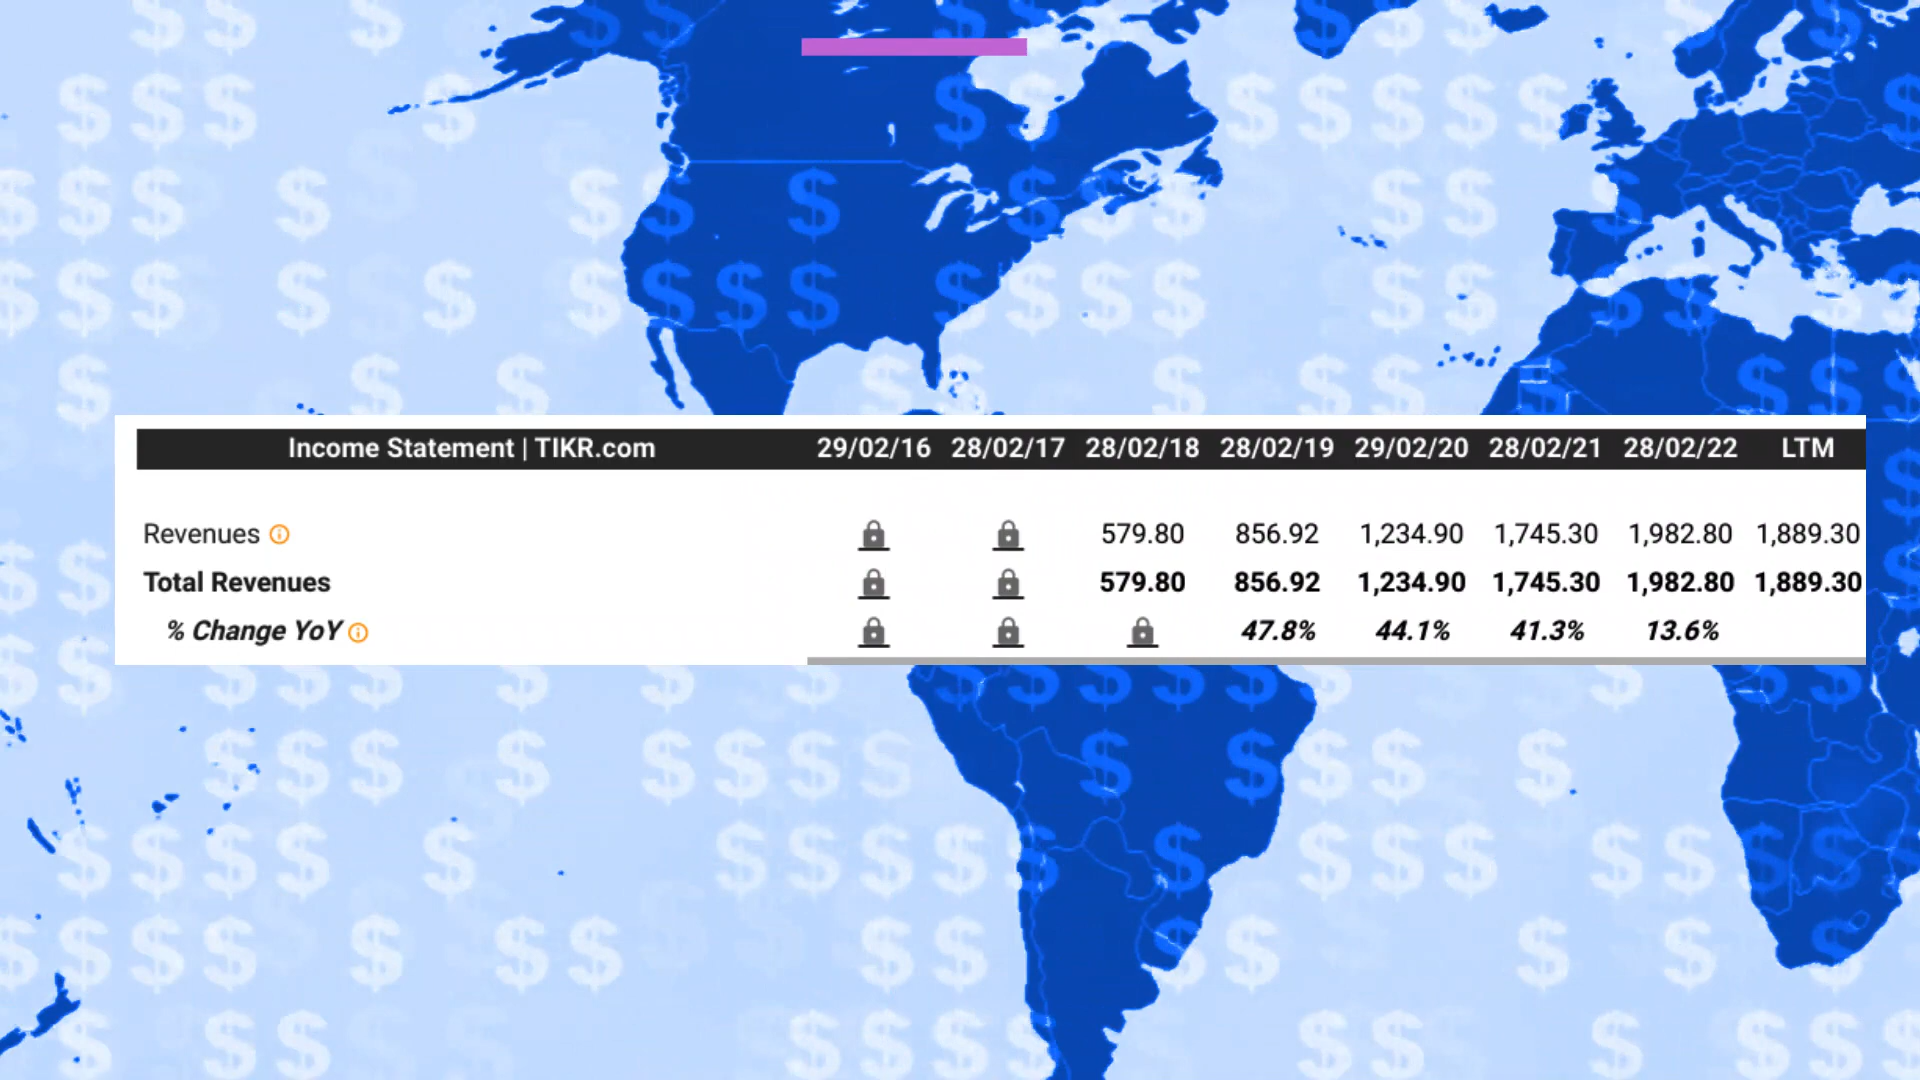 Income Statement | TIKR.com 29/02/16 28/02/17 28/02/18 28/02/19 29/02/20 28/02/21 28/02/22 LTM
Revenues 579.80 856.92 1,234.90 1,745.30 1,982.80 1,889.30
Total Revenues 579.80 856.92 1,234.90 1,745.30 1,982.80 1,889.30
% Change YoY 47.8% 44.1% 41.3% 13.6%